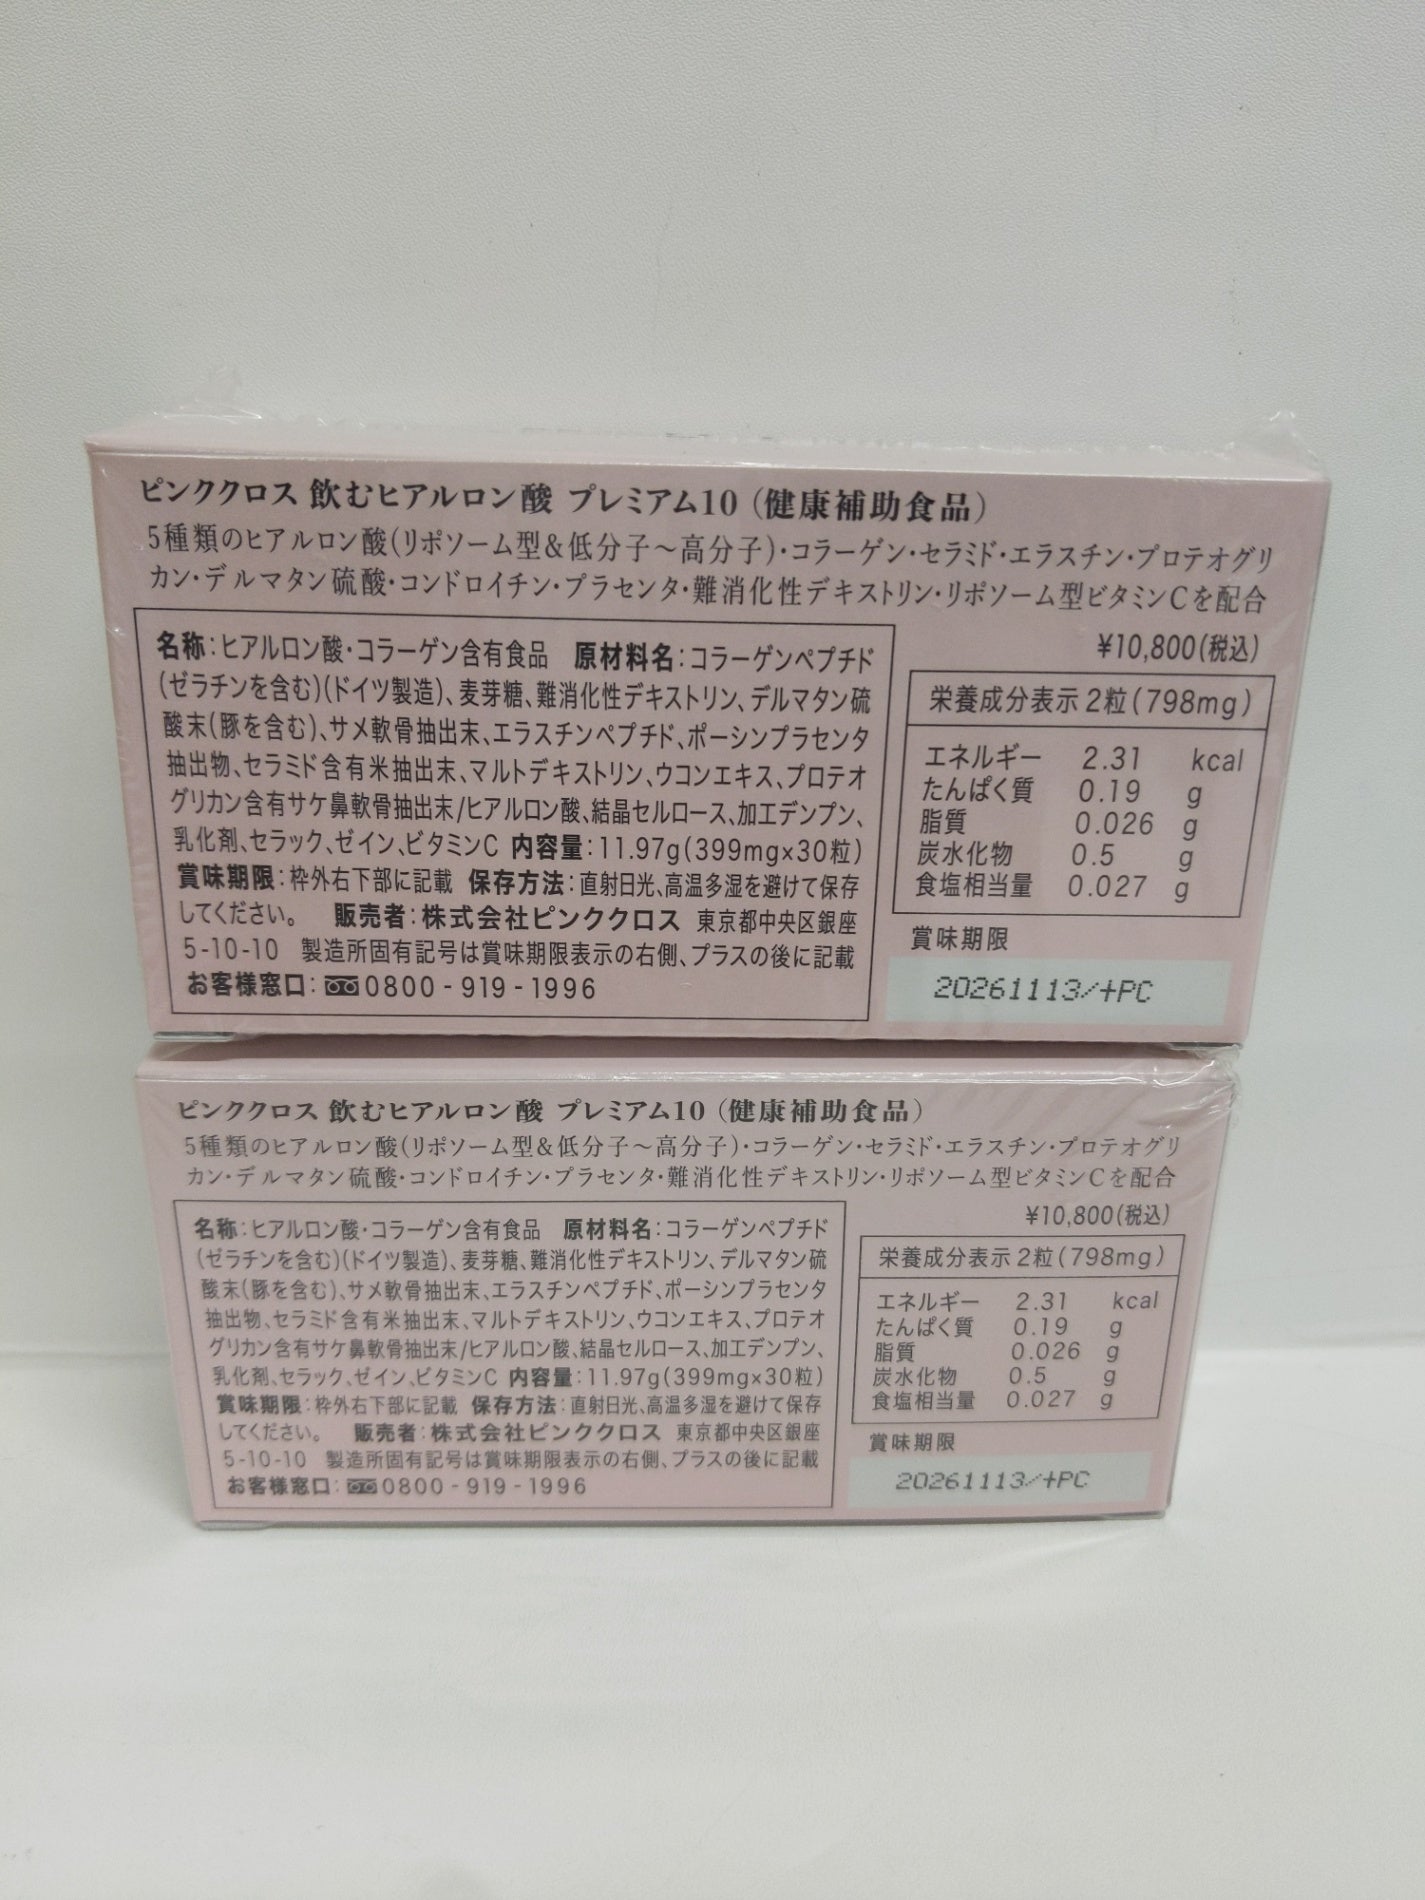 ピンククロス 飲むヒアルロン酸 プレミアム10（健康補助食品）
5種類のヒアルロン酸(リポソーム型&低分子～高分子)・コラーゲン・セラミド・エラスチン・プロテオグリ
カン・デルマタン硫酸・コンドロイチン・プラセンタ・難消化性デキストリン・リポソーム型ビタミンCを配合
名称：ヒアルロン酸・コラーゲン含有食品　原材料名：コラーゲンペプチド
(ゼラチンを含む)(ドイツ製造)、麦芽糖、難消化性デキストリン、デルマタン硫
酸末(豚を含む)、サメ軟骨抽出末、エラスチンペプチド、ポーシンプラセンタ
抽出物、セラミド含有米抽出末、マルトデキストリン、ウコンエキス、プロテオ
グリカン含有サケ鼻軟骨抽出末/ヒアルロン酸、結晶セルロース、加工デンプン、
乳化剤、セラック、ゼイン、ビタミンC 内容量：11.97g(399mg×30粒)
賞味期限：枠外右下部に記載 保存方法：直射日光、高温多湿を避けて保存
してください。 販売者：株式会社ピンククロス 東京都中央区銀座
5-10-10 製造所固有記号は賞味期限表示の右側、プラスの後に記載
お客様窓口：0800-919-1996
¥10,800(税込)
栄養成分表示 2粒(798mg)
エネルギー 2.31 kcal
たんぱく質 0.19 g
脂質 0.026 g
炭水化物 0.5 g
食塩相当量 0.027 g
賞味期限
20261113/+PC
ピンククロス 飲むヒアルロン酸 プレミアム10（健康補助食品）
5種類のヒアルロン酸(リポソーム型&低分子～高分子)・コラーゲン・セラミド・エラスチン・プロテオグリ
カン・デルマタン硫酸・コンドロイチン・プラセンタ・難消化性デキストリン・リポソーム型ビタミンCを配合
名称：ヒアルロン酸・コラーゲン含有食品　原材料名：コラーゲンペプチド
(ゼラチンを含む)(ドイツ製造)、麦芽糖、難消化性デキストリン、デルマタン硫
酸末(豚を含む)、サメ軟骨抽出末、エラスチンペプチド、ポーシンプラセンタ
抽出物、セラミド含有米抽出末、マルトデキストリン、ウコンエキス、プロテオ
グリカン含有サケ鼻軟骨抽出末/ヒアルロン酸、結晶セルロース、加工デンプン、
乳化剤、セラック、ゼイン、ビタミンC 内容量：11.97g(399mg×30粒)
賞味期限：枠外右下部に記載 保存方法：直射日光、高温多湿を避けて保存
してください。 販売者：株式会社ピンククロス 東京都中央区銀座
5-10-10 製造所固有記号は賞味期限表示の右側、プラスの後に記載
お客様窓口：0800-919-1996
¥10,800(税込)
栄養成分表示 2粒(798mg)
エネルギー 2.31 kcal
たんぱく質 0.19 g
脂質 0.026 g
炭水化物 0.5 g
食塩相当量 0.027 g
賞味期限
20261113/+PC